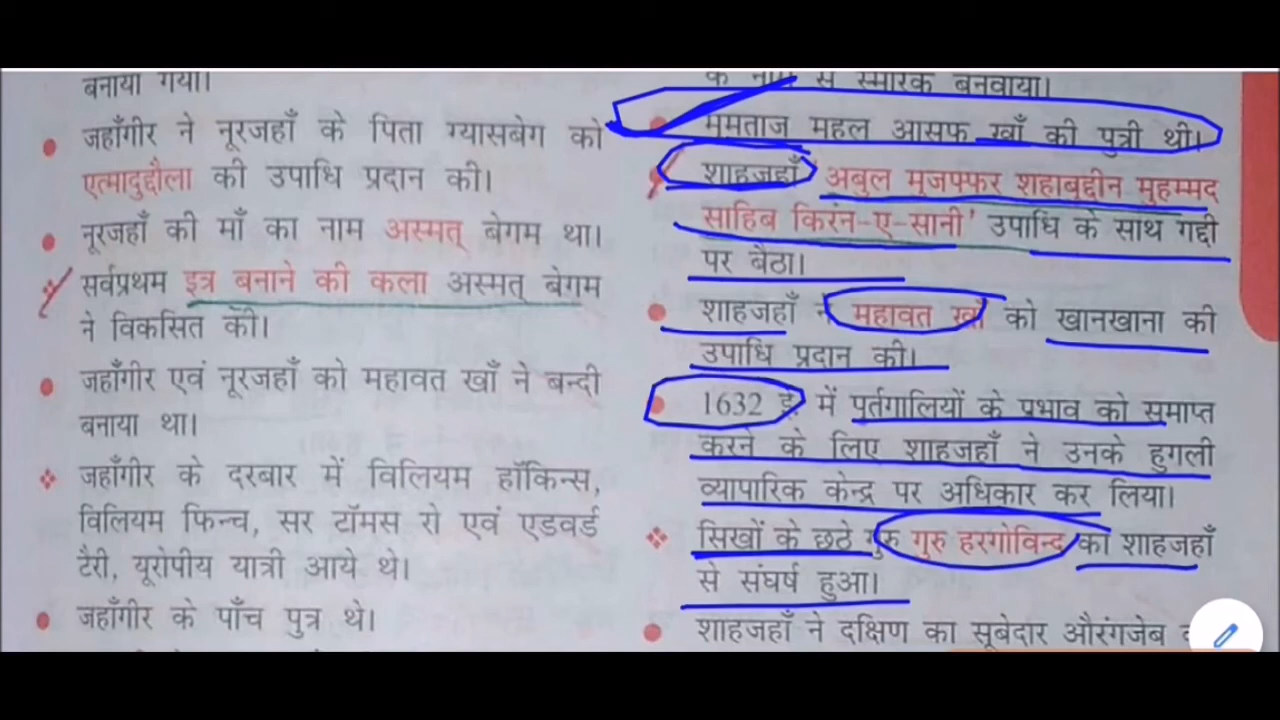 बनाया गया।
जहाँगीर ने नूरजहाँ के पिता ग्यासबेग को
एत्मादुद्दौला की उपाधि प्रदान की।
नूरजहाँ की माँ का नाम अस्मत् बेगम था।
सर्वप्रथम इत्र बनाने की कला अस्मत् बेगम
ने विकसित की।
जहाँगीर एवं नूरजहाँ को महावत खाँ ने बन्दी
बनाया था।
जहाँगीर के दरबार में विलियम हॉकिन्स,
विलियम फिन्च, सर टॉमस रो एवं एडवर्ड
टैरी, यूरोपीय यात्री आये थे।
जहाँगीर के पाँच पुत्र थे।
के नाम से स्मारक बनवाया।
मुमताज महल आसफ खाँ की पुत्री थी।
शाहजहाँ 'अबुल मुजफ्फर शहाबुद्दीन मुहम्मद
साहिब किरन-ए-सानी' उपाधि के साथ गद्दी
पर बैठा।
शाहजहाँ ने महावत खाँ को खानखाना की
उपाधि प्रदान की।
1632 ई. में पुर्तगालियों के प्रभाव को समाप्त
करने के लिए शाहजहाँ ने उनके हुगली
व्यापारिक केन्द्र पर अधिकार कर लिया।
सिखों के छठे गुरु गुरु हरगोविन्द का शाहजहाँ
से संघर्ष हुआ।
शाहजहाँ ने दक्षिण का सूबेदार औरंगजेब